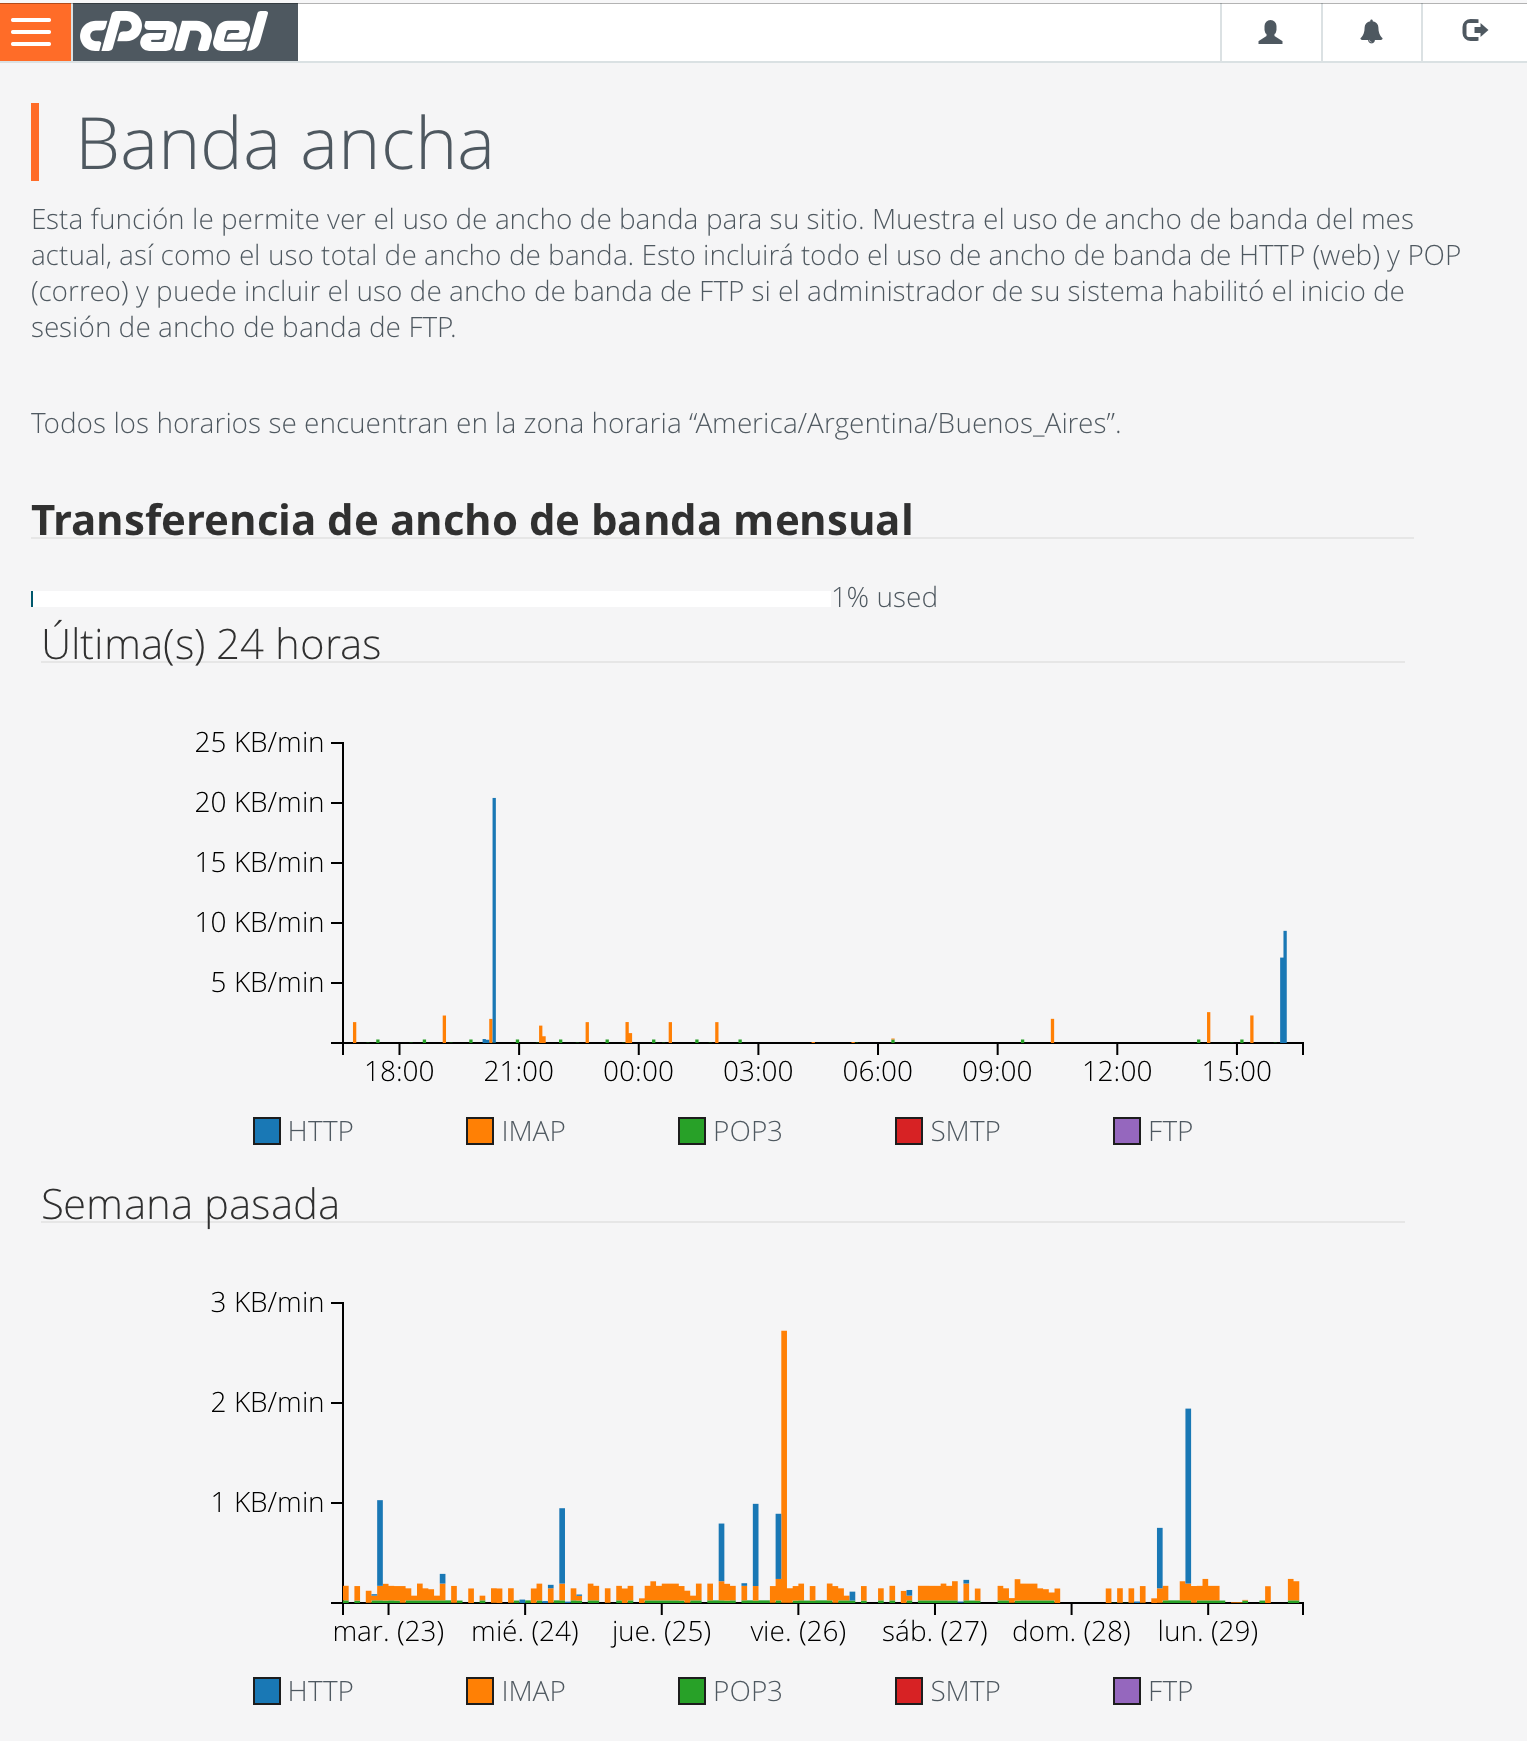 cPanel
Banda ancha
Esta función le permite ver el uso de ancho de banda para su sitio. Muestra el uso de ancho de banda del mes
actual, así como el uso total de ancho de banda. Esto incluirá todo el uso de ancho de banda de HTTP (web) y POP
(correo) y puede incluir el uso de ancho de banda de FTP si el administrador de su sistema habilitó el inicio de
sesión de ancho de banda de FTP.
Todos los horarios se encuentran en la zona horaria “America/Argentina/Buenos_Aires”.
Transferencia de ancho de banda mensual
1% used
Última(s) 24 horas
25 KB/min
20 KB/min
15 KB/min
10 KB/min
5 KB/min
18:00 21:00 00:00 03:00 06:00 09:00 12:00 15:00
HTTP IMAP POP3 SMTP FTP
Semana pasada
3 KB/min
2 KB/min
1 KB/min
mar. (23) mié. (24) jue. (25) vie. (26) sáb. (27) dom. (28) lun. (29)
HTTP IMAP POP3 SMTP FTP